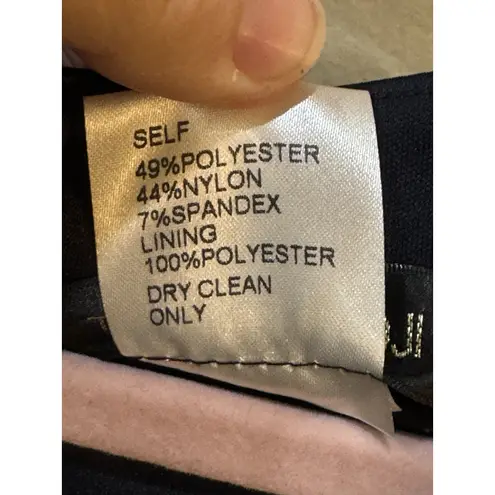 SELF
49%POLYESTER
44%NYLON
7%SPANDEX
LINING
100%POLYESTER
DRY CLEAN
ONLY